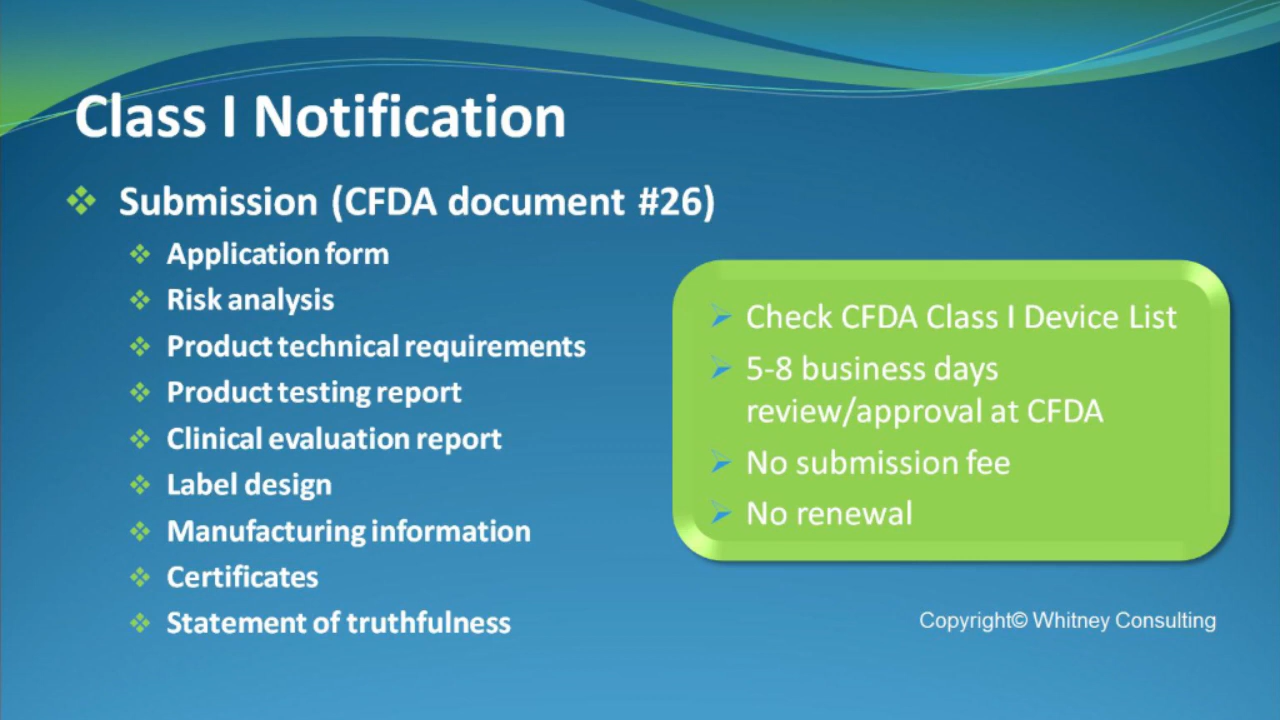 Class I Notification
Submission (CFDA document #26)
Application form
Risk analysis
Product technical requirements
Product testing report
Clinical evaluation report
Label design
Manufacturing information
Certificates
Statement of truthfulness
Check CFDA Class I Device List
5-8 business days
review/approval at CFDA
No submission fee
No renewal
Copyright© Whitney Consulting